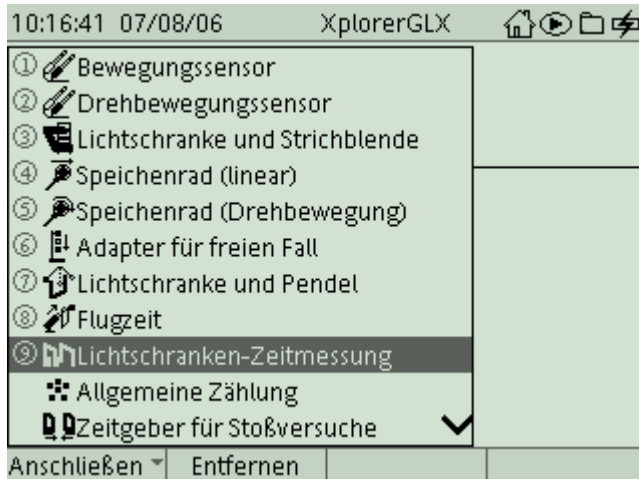 10:16:41 07/08/06 XplorerGLX
① Bewegungssensor
② Drehbewegungssensor
③ Lichtschranke und Strichblende
④ Speichenrad (linear)
⑤ Speichenrad (Drehbewegung)
⑥ Adapter für freien Fall
⑦ Lichtschranke und Pendel
⑧ Flugzeit
⑨ Lichtschranken-Zeitmessung
Allgemeine Zählung
Zeitgeber für Stoßversuche
Anschließen Entfernen